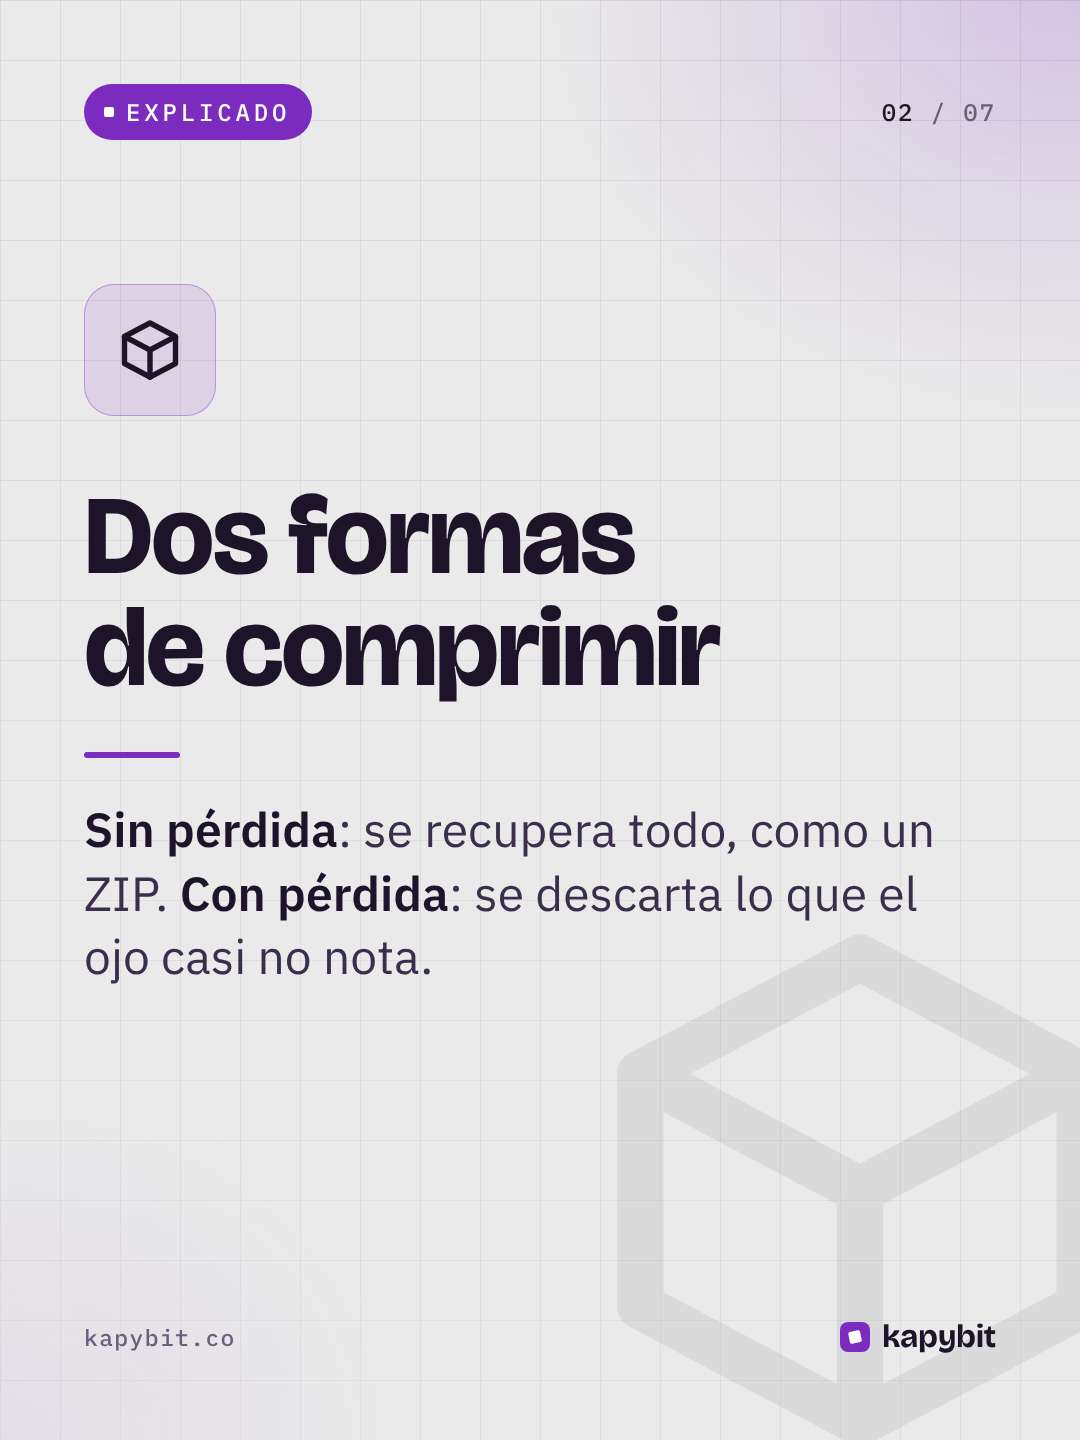 EXPLICADO
02 / 07
Dos formas
de comprimir
Sin pérdida: se recupera todo, como un
ZIP. Con pérdida: se descarta lo que el
ojo casi no nota.
kapybit.co
kapybit